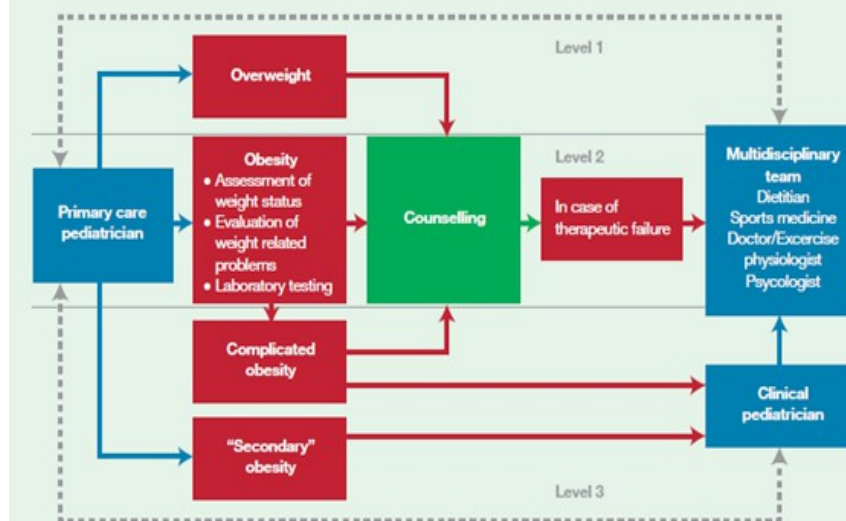 Level 1
Overweight
Obesity
• Assessment of
weight status
• Evaluation of
weight related
problems
• Laboratory testing
Level 2
Multidisciplinary
team
Dietitian
Sports medicine
Doctor/Excercise
physiologist
Psycologist
Primary care
pediatrician
Counselling
In case of
therapeutic failure
Complicated
obesity
Clinical
pediatrician
"Secondary"
obesity
Level 3